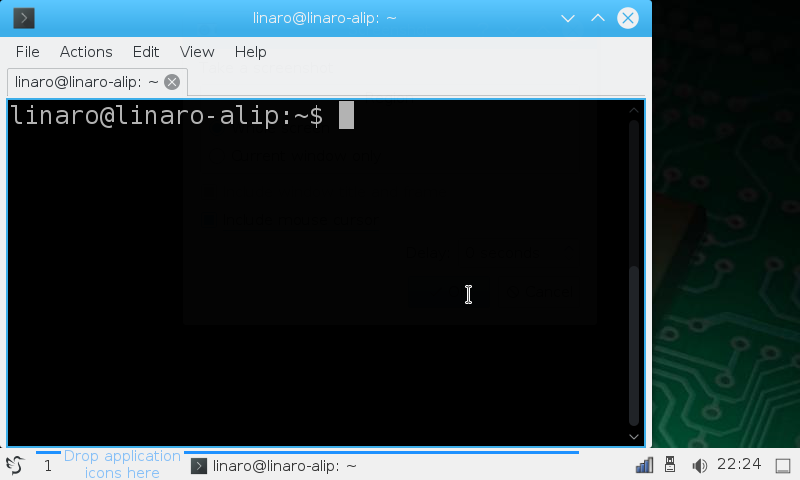 linaro@linaro-alip: ~
File Actions Edit View Help
linaro@linaro-alip: ~
linaro@linaro-alip:~$
1
Drop application
icons here
linaro@linaro-alip: ~
22:24